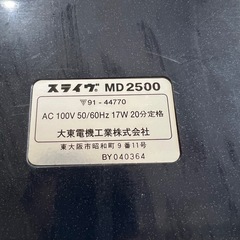 スライヴ MD2500
〒91-44770
AC 100V 50/60Hz 17W 20分定格
大東電機工業株式会社
東大阪市昭和町9番11号
BY040364